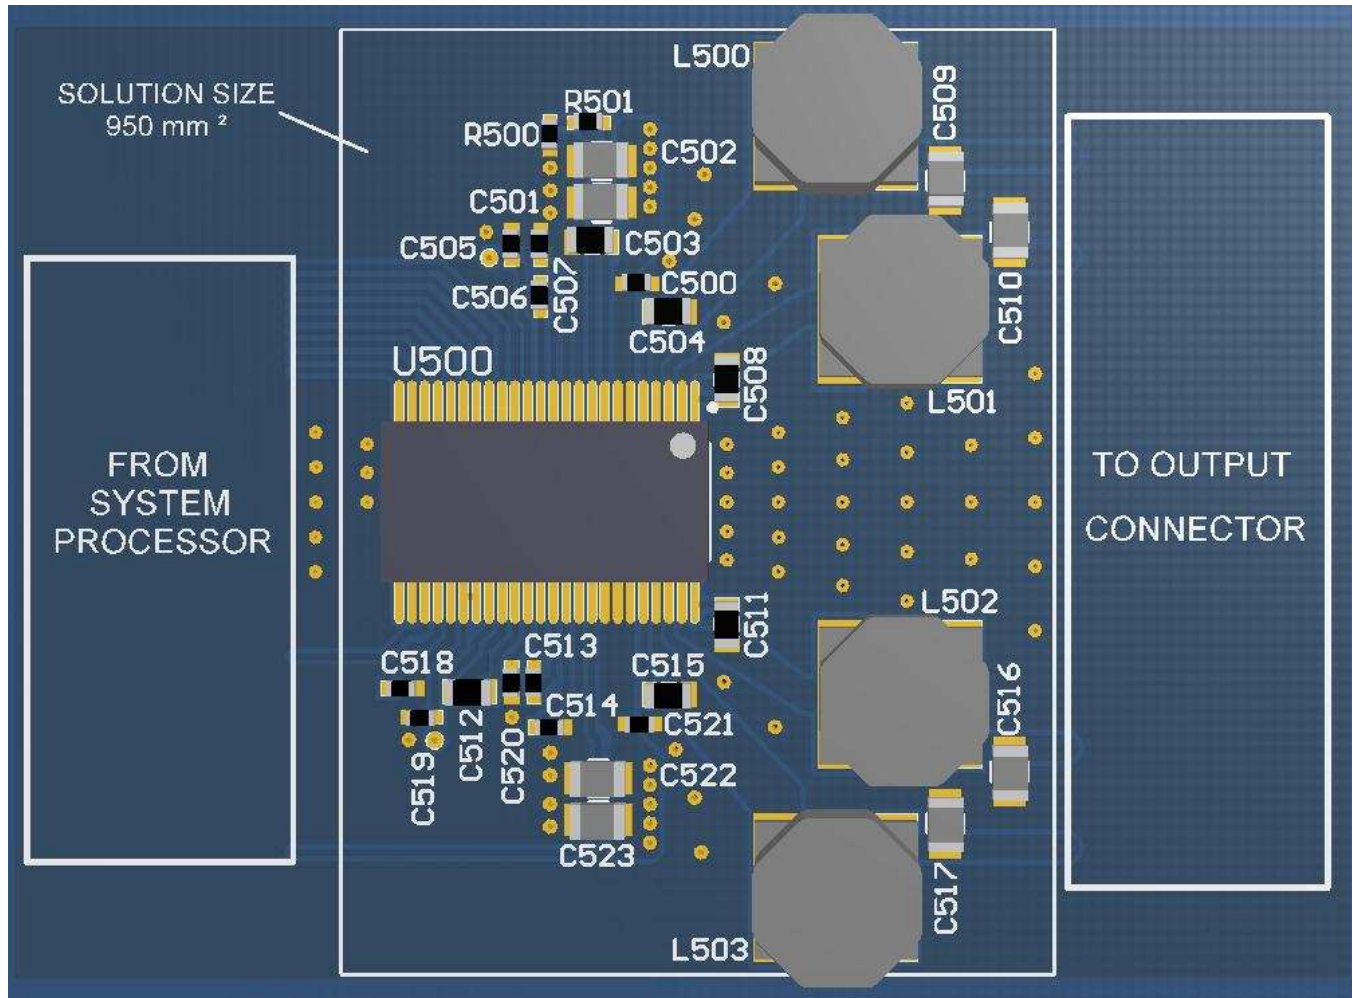 SOLUTION SIZE
950 mm ²
L500
C509
R501
R500
C502
C501
C505
C503
C506
C507
C500
C504
C510
U500
C508
L501
FROM
SYSTEM
PROCESSOR
TO OUTPUT
CONNECTOR
L502
C511
C518
C513
C515
C514
C521
C512
C520
C519
C522
C516
C523
C517
L503